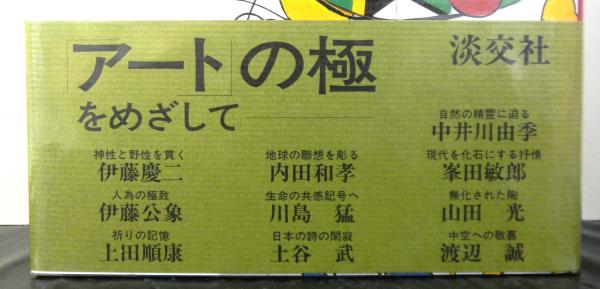 「アート」の極
をめざして
淡交社
神性と野性を貫く
伊藤慶二
人為の極致
伊藤公象
祈りの記憶
上田順康
地球の聯想を彫る
内田和孝
生命の共感記号へ
川島 猛
日本の詩の閑寂
土谷 武
自然の精霊に迫る
中井川由季
現代を化石にする抒情
峯田敏郎
無化された陶
山田 光
中空への敬慕
渡辺 誠